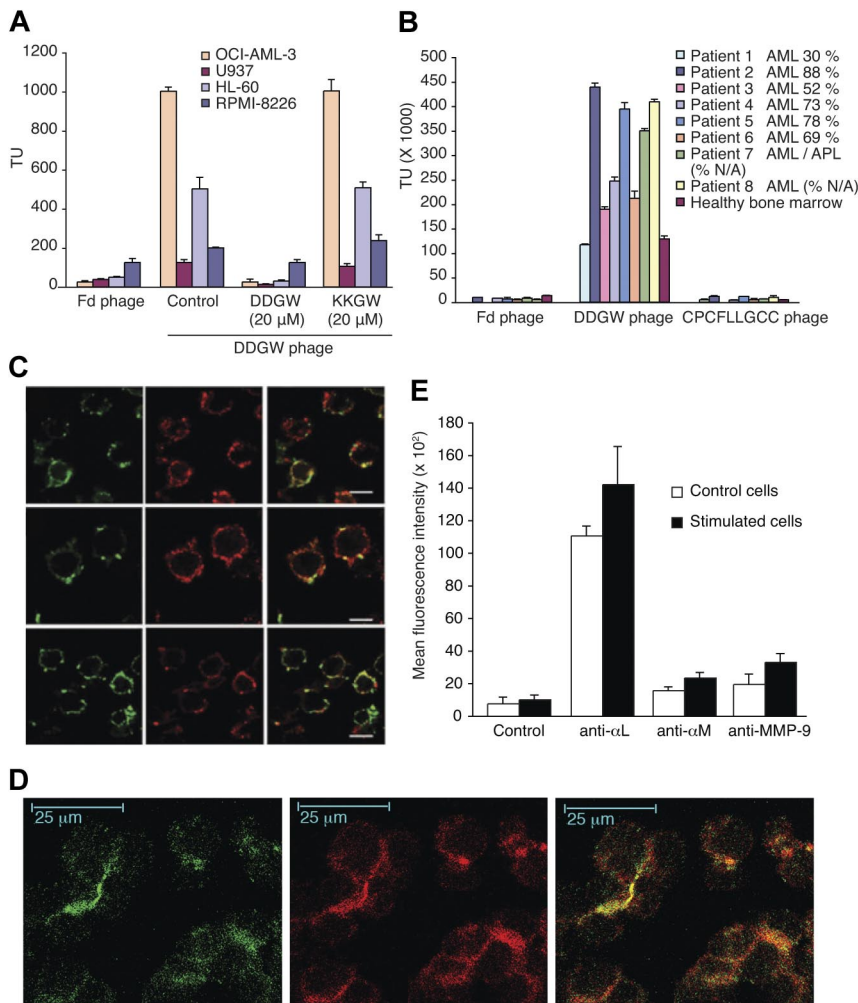 A
TU
1200
1000
800
600
400
200
0
OCI-AML-3
U937
HL-60
RPMI-8226
Fd phage
Control
DDGW
(20 µM)
KKGW
(20 µM)
DDGW phage
B
TU (X 1000)
500
450
400
350
300
250
200
150
100
50
0
Patient 1 AML 30 %
Patient 2 AML 88 %
Patient 3 AML 52 %
Patient 4 AML 73 %
Patient 5 AML 78 %
Patient 6 AML 69 %
Patient 7 AML / APL
(% N/A)
Patient 8 AML (% N/A)
Healthy bone marrow
Fd phage
DDGW phage
CPCFLLGCC phage
C
E
Mean fluorescence intensity (x 10²)
180
160
140
120
100
80
60
40
20
0
Control cells
Stimulated cells
Control
anti-αL
anti-αM
anti-MMP-9
D
25 µm
25 µm
25 µm